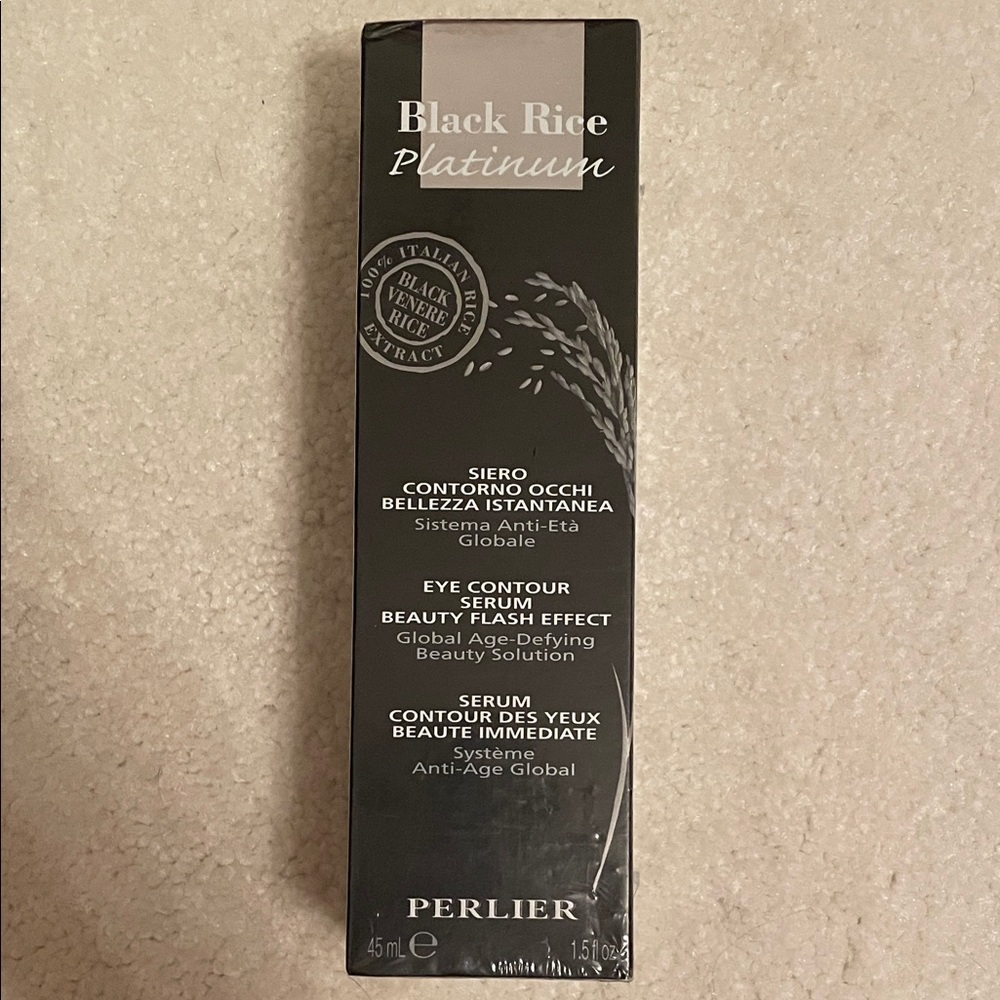 Black Rice
Platinum
100% ITALIAN RICE
EXTRACT
BLACK
VENERE
RICE
SIERO
CONTORNO OCCHI
BELLEZZA ISTANTANEA
Sistema Anti-Età
Globale
EYE CONTOUR
SERUM
BEAUTY FLASH EFFECT
Global Age-Defying
Beauty Solution
SERUM
CONTOUR DES YEUX
BEAUTE IMMEDIATE
Système
Anti-Age Global
PERLIER
45 mL ℮ 1.5 fl oz